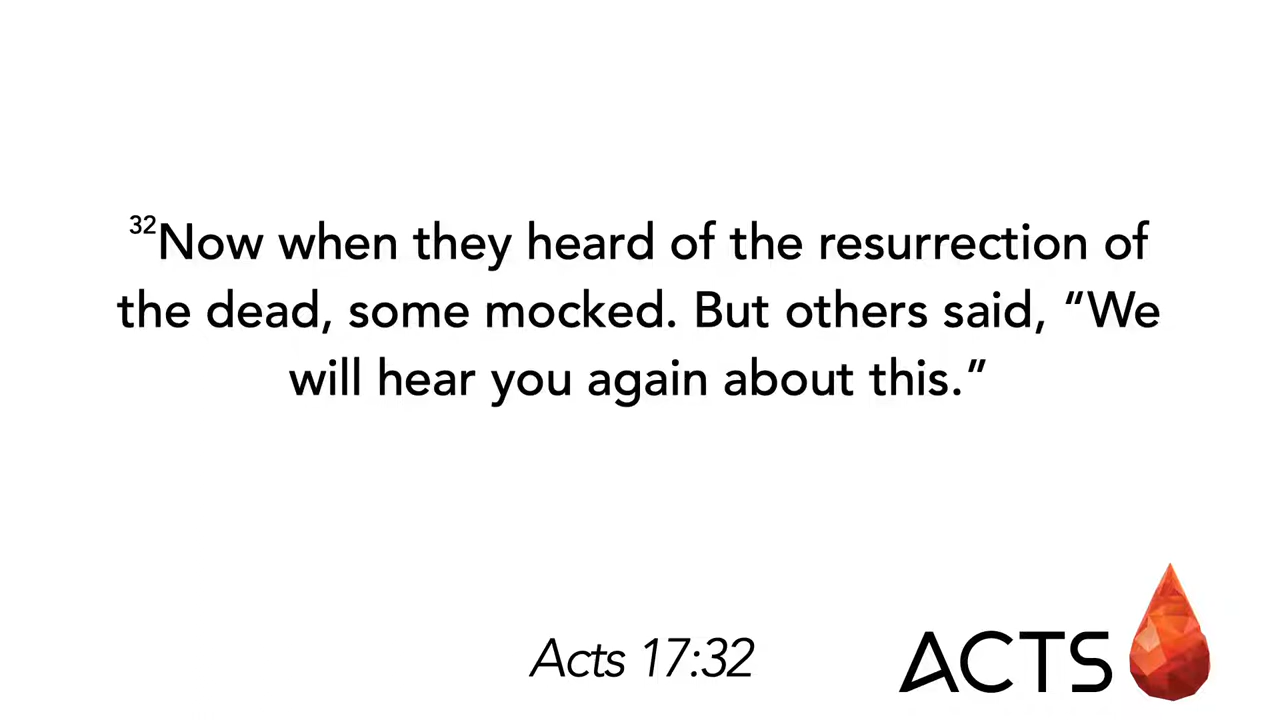 32Now when they heard of the resurrection of
the dead, some mocked. But others said, “We
will hear you again about this.”
Acts 17:32
ACTS